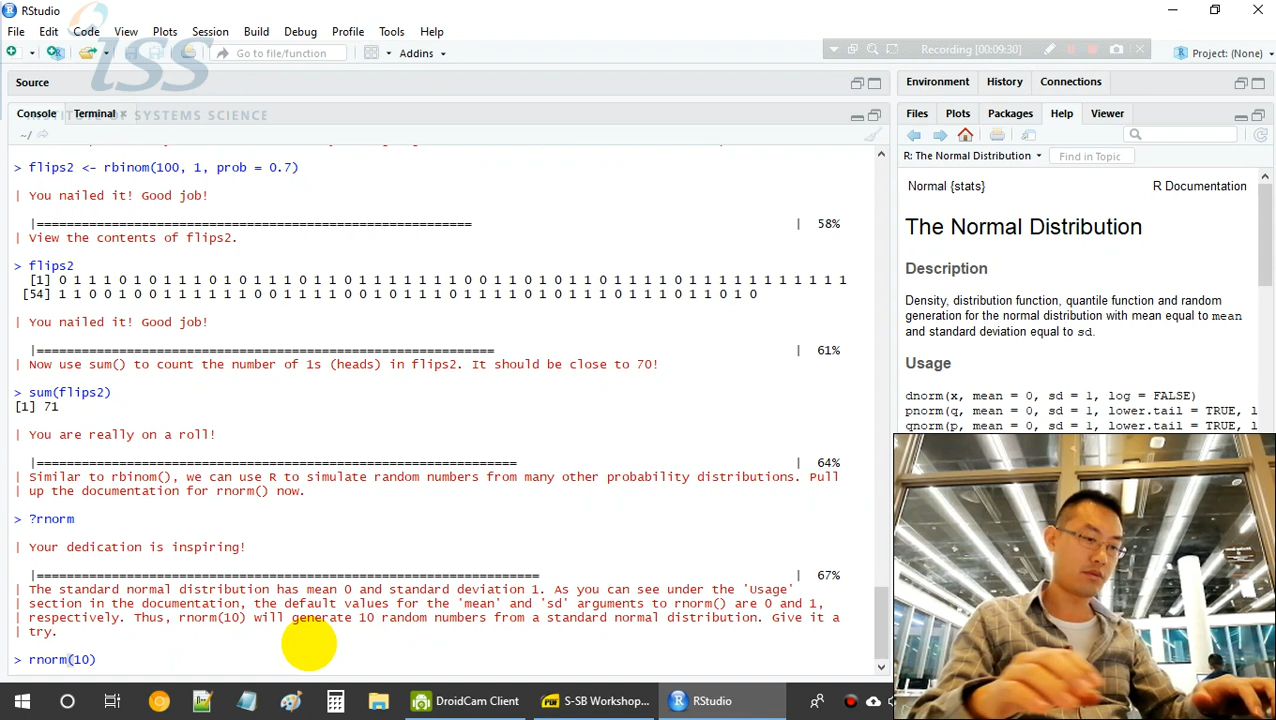 RStudio
File Edit Code View Plots Session Build Debug Profile Tools Help
Go to file/function
Addins
Recording [00:09:30]
Project: (None)
iss
INSTITUTE OF SYSTEMS SCIENCE
Source
Console Terminal
~/
> flips2 <- rbinom(100, 1, prob = 0.7)
| You nailed it! Good job!
|========================================================== | 58%
| View the contents of flips2.
> flips2
[1] 0 1 1 1 0 1 0 1 1 1 0 1 0 1 1 1 0 1 1 0 1 1 1 1 1 1 1 0 0 1 1 0 1 0 1 1 0 1 1 1 1 0 1 1 1 1 1 1 1 1 1 1 1
[54] 1 1 0 0 1 0 0 1 1 1 1 1 1 0 0 1 1 1 1 0 0 1 0 1 1 1 0 1 1 1 1 0 1 0 1 1 1 0 1 1 1 0 1 1 0 1 0
| You nailed it! Good job!
|============================================================= | 61%
| Now use sum() to count the number of 1s (heads) in flips2. It should be close to 70!
> sum(flips2)
[1] 71
| You are really on a roll!
|================================================================ | 64%
| Similar to rbinom(), we can use R to simulate random numbers from many other probability distributions. Pull
| up the documentation for rnorm() now.
> ?rnorm
| Your dedication is inspiring!
|=================================================================== | 67%
| The standard normal distribution has mean 0 and standard deviation 1. As you can see under the 'Usage'
| section in the documentation, the default values for the 'mean' and 'sd' arguments to rnorm() are 0 and 1,
| respectively. Thus, rnorm(10) will generate 10 random numbers from a standard normal distribution. Give it a
| try.
> rnorm(10)
Environment History Connections
Files Plots Packages Help Viewer
R: The Normal Distribution
Find in Topic
Normal {stats} R Documentation
The Normal Distribution
Description
Density, distribution function, quantile function and random
generation for the normal distribution with mean equal to mean
and standard deviation equal to sd.
Usage
dnorm(x, mean = 0, sd = 1, log = FALSE)
pnorm(q, mean = 0, sd = 1, lower.tail = TRUE, l
qnorm(p, mean = 0, sd = 1, lower.tail = TRUE, l
DroidCam Client
S-SB Workshop...
RStudio